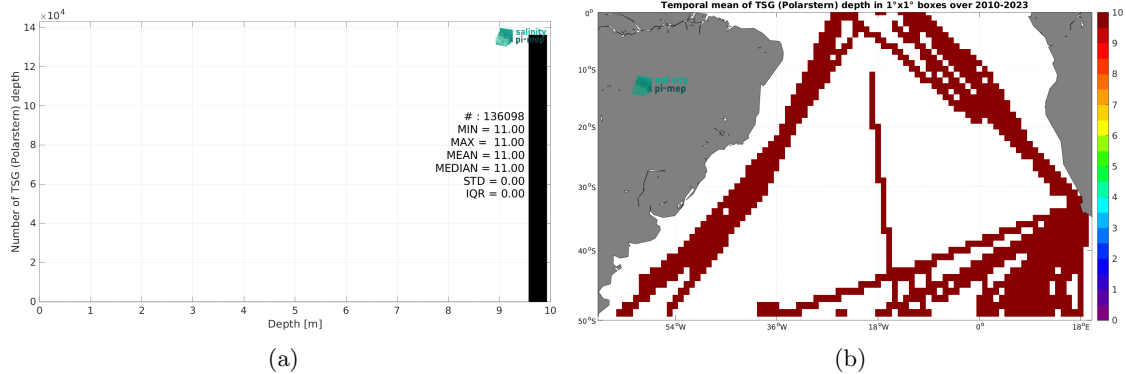 ×10⁴
14
12
10
8
6
4
2
0
Number of TSG (Polarstern) depth
salinity
pi-mep
# : 136098
MIN = 11.00
MAX = 11.00
MEAN = 11.00
MEDIAN = 11.00
STD = 0.00
IQR = 0.00
0 1 2 3 4 5 6 7 8 9 10
Depth [m]
(a)
Temporal mean of TSG (Polarstern) depth in 1°x1° boxes over 2010-2023
0°
10°S
20°S
30°S
40°S
50°S
salinity
pi-mep
54°W 36°W 18°W 0° 18°E
10
9
8
7
6
5
4
3
2
1
0
(b)